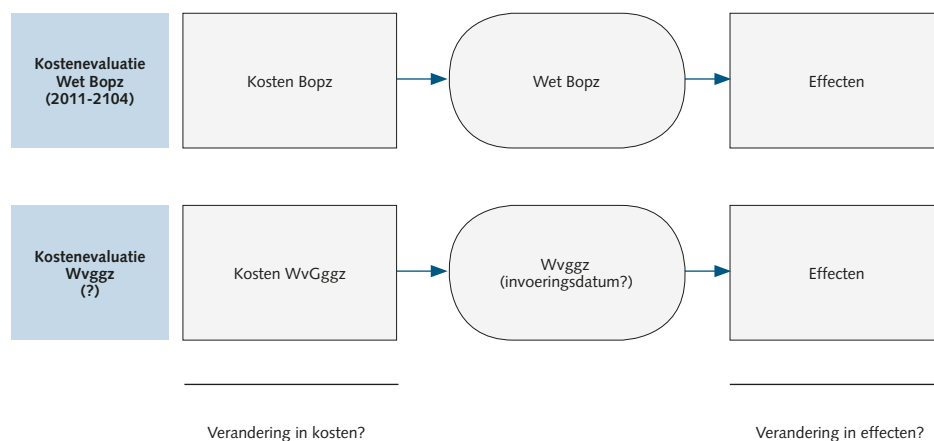 Kostenevaluatie
Wet Bopz
(2011-2104)
Kosten Bopz
Wet Bopz
Effecten
Kostenevaluatie
Wvggz
(?)
Kosten WvGggz
Wvggz
(invoeringsdatum?)
Effecten
Verandering in kosten?
Verandering in effecten?